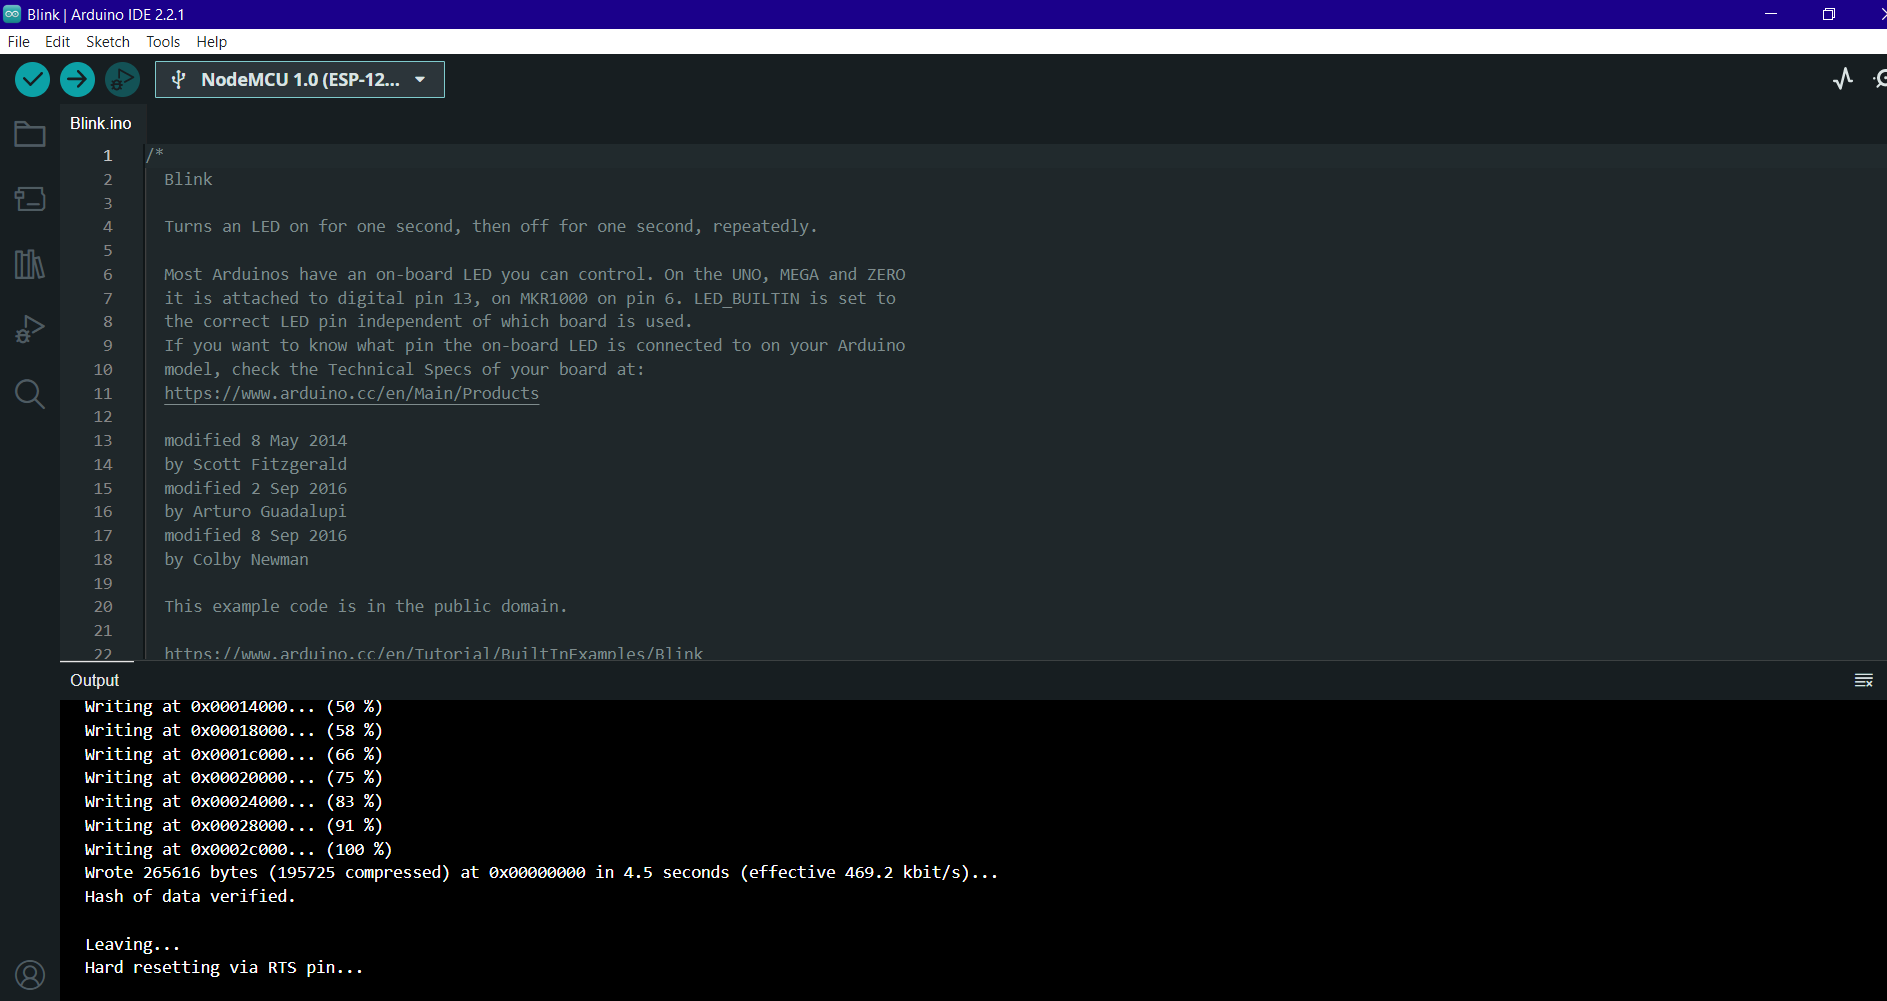 Blink | Arduino IDE 2.2.1
File Edit Sketch Tools Help
NodeMCU 1.0 (ESP-12...
Blink.ino
1 /*
2 Blink
3
4 Turns an LED on for one second, then off for one second, repeatedly.
5
6 Most Arduinos have an on-board LED you can control. On the UNO, MEGA and ZERO
7 it is attached to digital pin 13, on MKR1000 on pin 6. LED_BUILTIN is set to
8 the correct LED pin independent of which board is used.
9 If you want to know what pin the on-board LED is connected to on your Arduino
10 model, check the Technical Specs of your board at:
11 https://www.arduino.cc/en/Main/Products
12
13 modified 8 May 2014
14 by Scott Fitzgerald
15 modified 2 Sep 2016
16 by Arturo Guadalupi
17 modified 8 Sep 2016
18 by Colby Newman
19
20 This example code is in the public domain.
21
22 https://www.arduino.cc/en/Tutorial/BuiltInExamples/Blink
Output
Writing at 0x00014000... (50 %)
Writing at 0x00018000... (58 %)
Writing at 0x0001c000... (66 %)
Writing at 0x00020000... (75 %)
Writing at 0x00024000... (83 %)
Writing at 0x00028000... (91 %)
Writing at 0x0002c000... (100 %)
Wrote 265616 bytes (195725 compressed) at 0x00000000 in 4.5 seconds (effective 469.2 kbit/s)...
Hash of data verified.
Leaving...
Hard resetting via RTS pin...